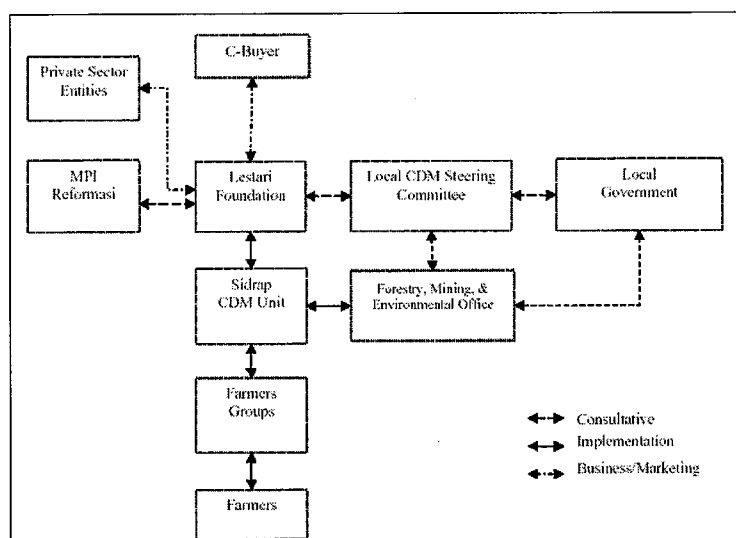 C-Buyer
Private Sector
Entities
MPI
Reformasi
Lestari
Foundation
Local CDM Steering
Committee
Local
Government
Sidrap
CDM Unit
Forestry, Mining, &
Environmental Office
Farmers
Groups
Farmers
Consultative
Implementation
Business/Marketing